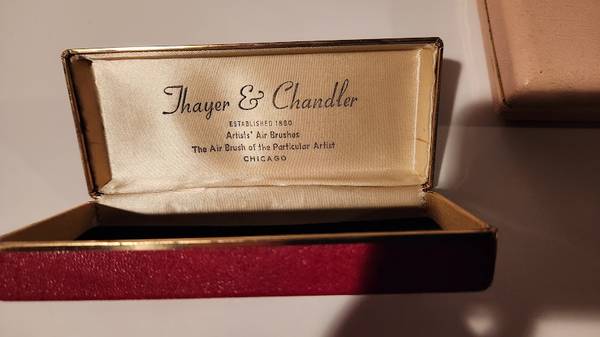 Thayer & Chandler
ESTABLISHED 1880
Artists' Air Brushes
The Air Brush of the Particular Artist
CHICAGO